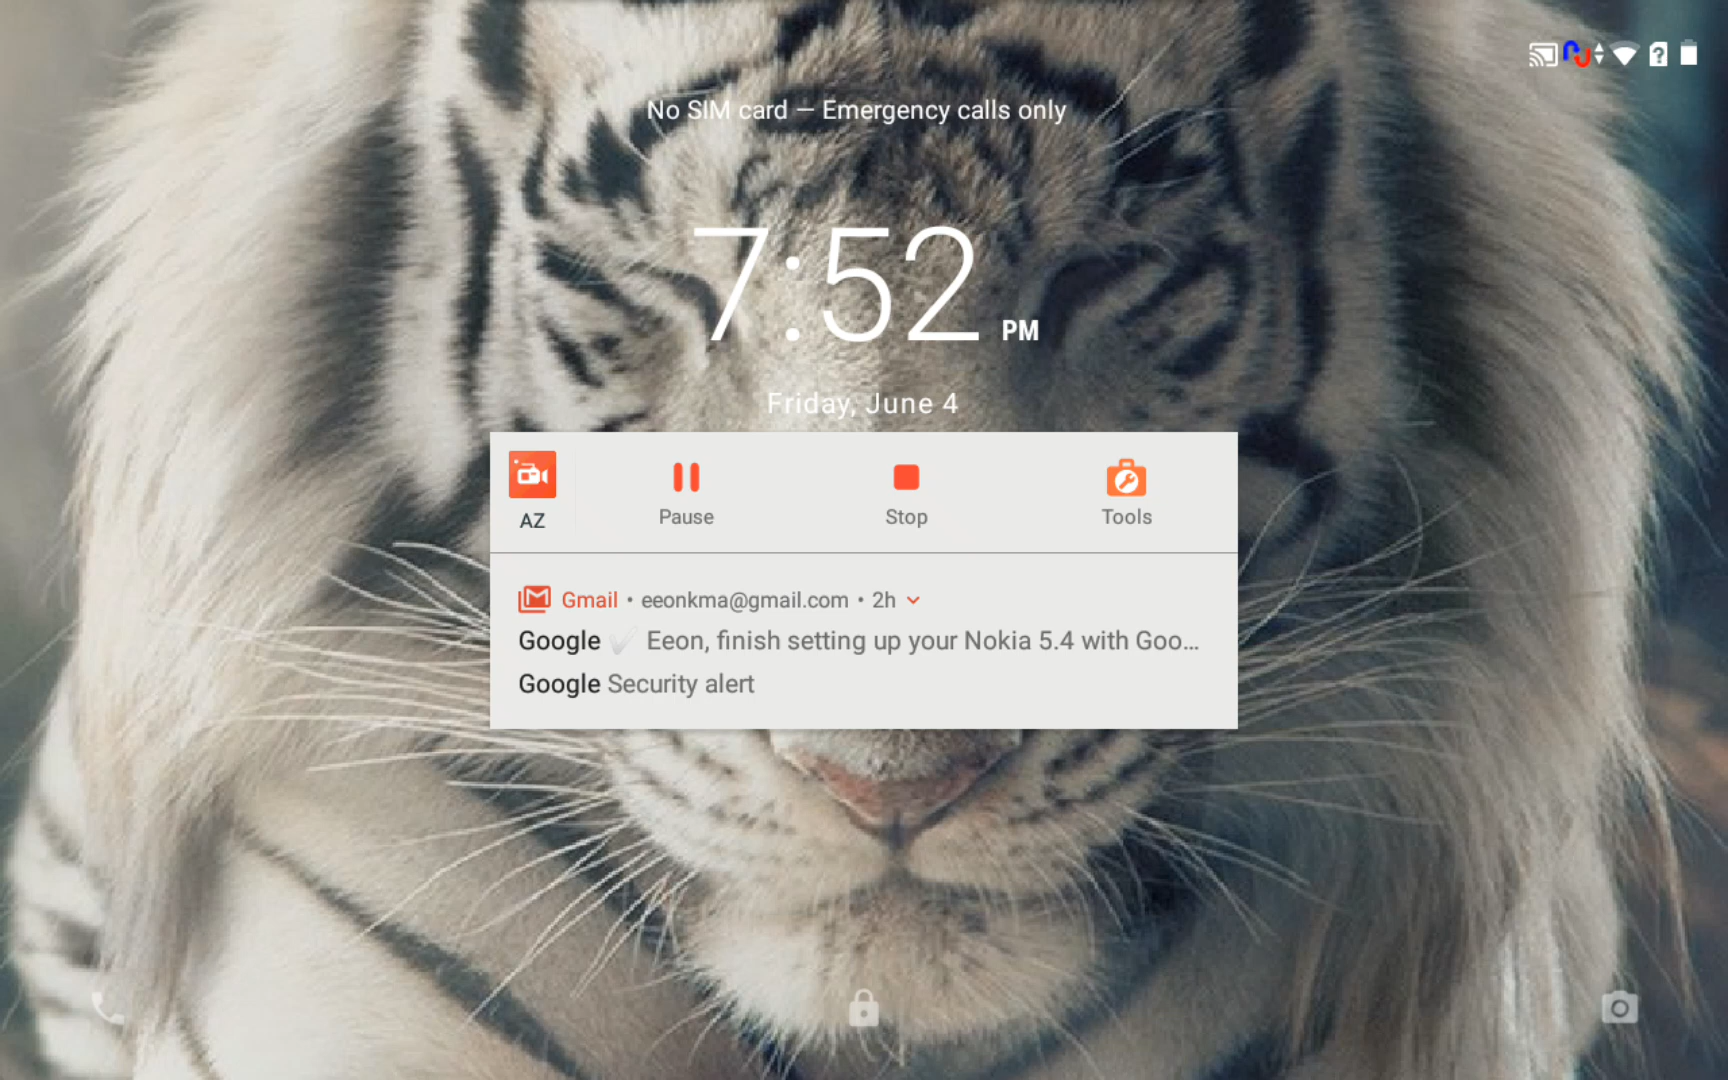 No SIM card — Emergency calls only
7:52 PM
Friday, June 4
AZ
Pause
Stop
Tools
Gmail • eeonkma@gmail.com • 2h
Google Eeon, finish setting up your Nokia 5.4 with Goo...
Google Security alert